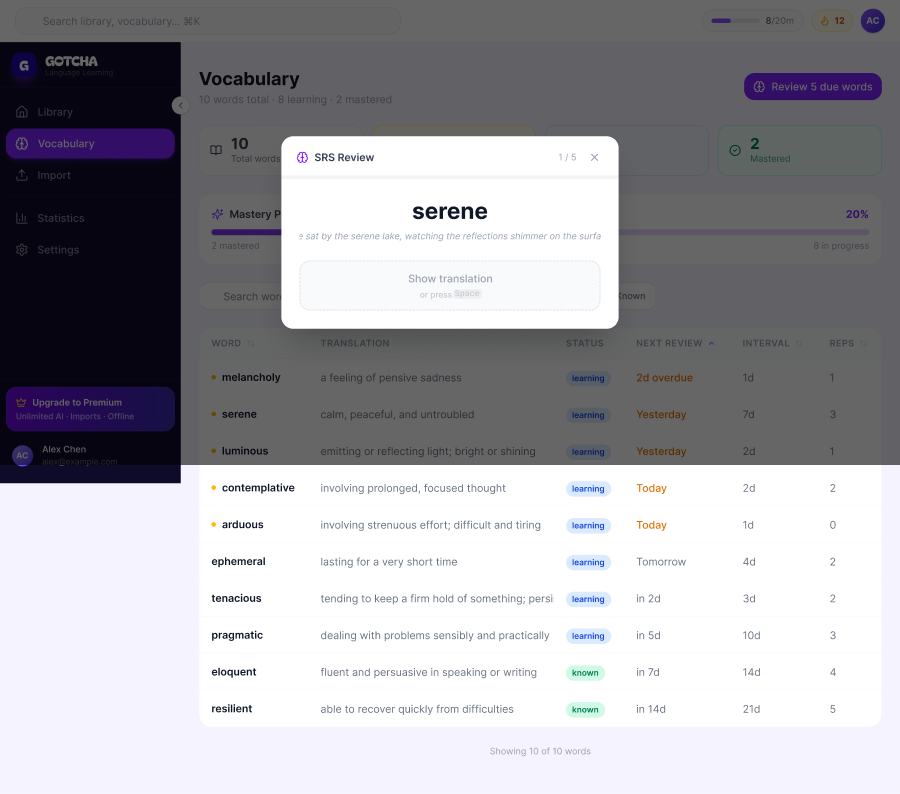 Search library, vocabulary... ⌘K
8/20m
12
AC
G
GOTCHA
Language Learning
Library
Vocabulary
Import
Statistics
Settings
Upgrade to Premium
Unlimited AI · Imports · Offline
AC
Alex Chen
alex@example.com
Vocabulary
10 words total · 8 learning · 2 mastered
Review 5 due words
10
Total words
2
Mastered
Mastery P
20%
2 mastered
8 in progress
Search wor
Known
SRS Review
1 / 5
serene
e sat by the serene lake, watching the reflections shimmer on the surfa
Show translation
or press Space
WORD TRANSLATION STATUS NEXT REVIEW INTERVAL REPS
melancholy a feeling of pensive sadness learning 2d overdue 1d 1
serene calm, peaceful, and untroubled learning Yesterday 7d 3
luminous emitting or reflecting light; bright or shining learning Yesterday 2d 1
contemplative involving prolonged, focused thought learning Today 2d 2
arduous involving strenuous effort; difficult and tiring learning Today 1d 0
ephemeral lasting for a very short time learning Tomorrow 4d 2
tenacious tending to keep a firm hold of something; persi learning in 2d 3d 2
pragmatic dealing with problems sensibly and practically learning in 5d 10d 3
eloquent fluent and persuasive in speaking or writing known in 7d 14d 4
resilient able to recover quickly from difficulties known in 14d 21d 5
Showing 10 of 10 words